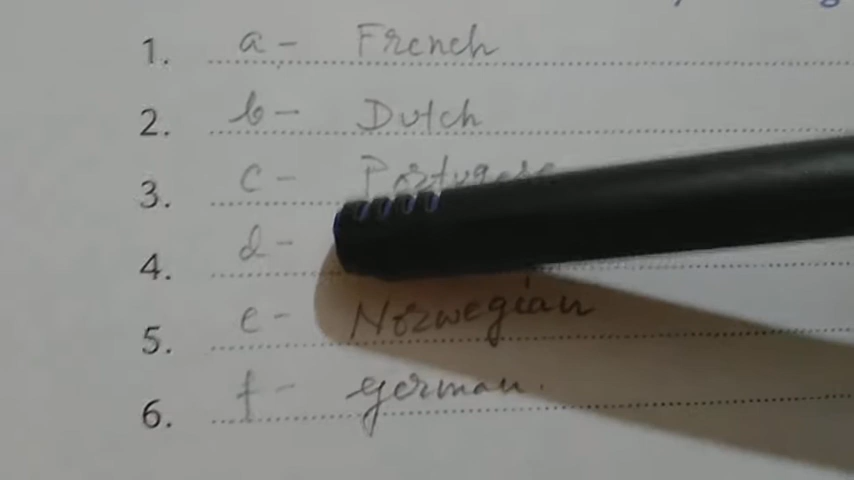 1. a - French
2. b - Dutch
3. c -
4. d -
5. e - Norwegian
6. f - german.